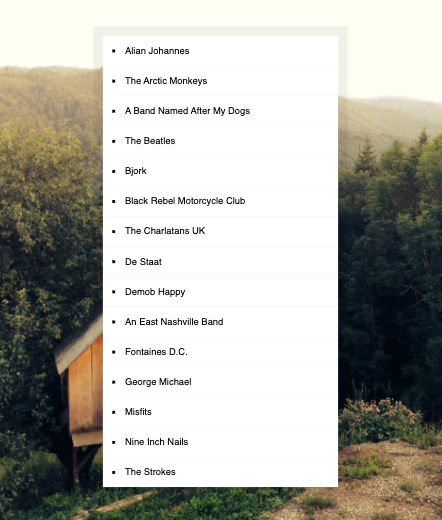 Alian Johannes
The Arctic Monkeys
A Band Named After My Dogs
The Beatles
Bjork
Black Rebel Motorcycle Club
The Charlatans UK
De Staat
Demob Happy
An East Nashville Band
Fontaines D.C.
George Michael
Misfits
Nine Inch Nails
The Strokes